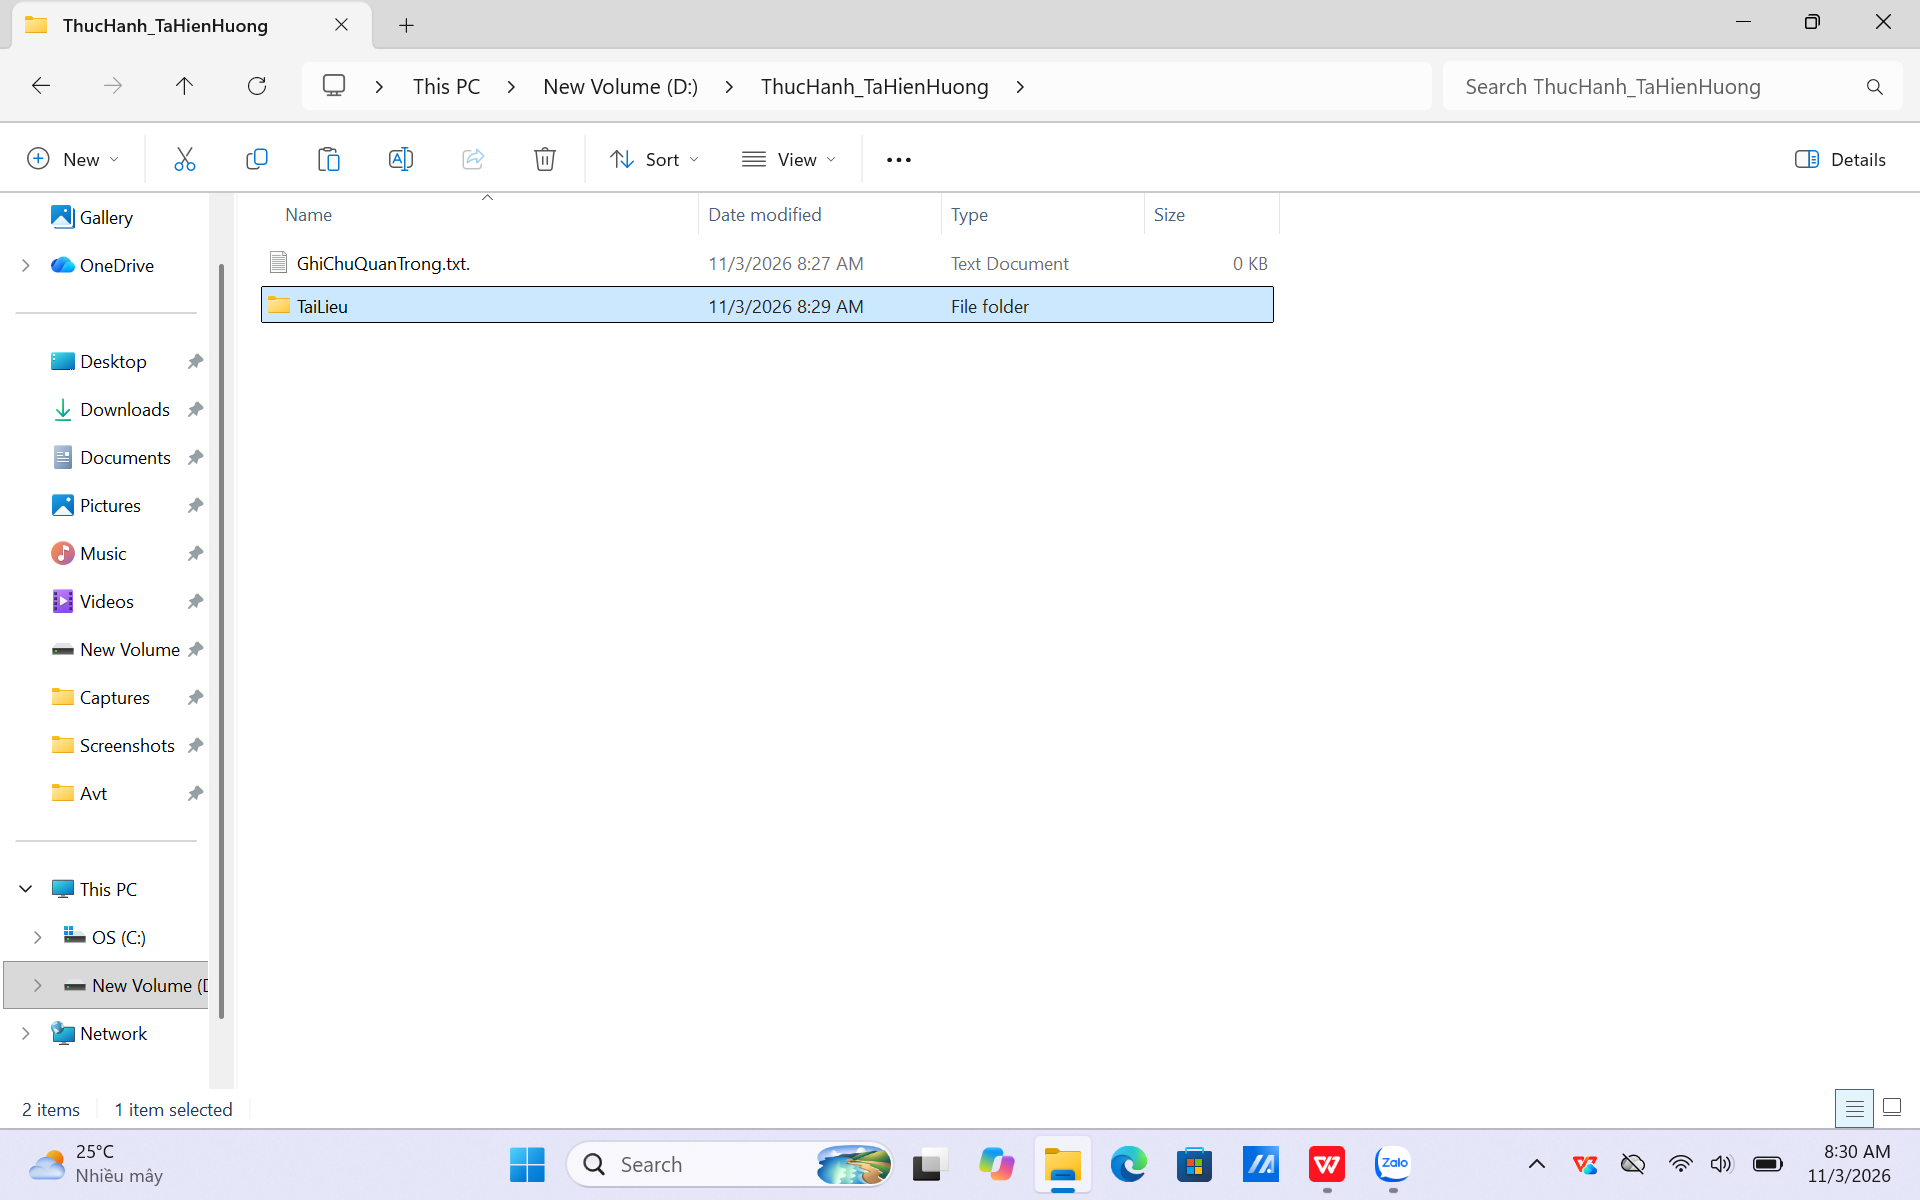 ThucHanh_TaHienHuong
This PC
New Volume (D:)
ThucHanh_TaHienHuong
Search ThucHanh_TaHienHuong
New
Sort
View
Details
Gallery
OneDrive
Desktop
Downloads
Documents
Pictures
Music
Videos
New Volume
Captures
Screenshots
Avt
This PC
OS (C:)
New Volume (D
Network
Name Date modified Type Size
GhiChuQuanTrong.txt. 11/3/2026 8:27 AM Text Document 0 KB
TaiLieu 11/3/2026 8:29 AM File folder
2 items 1 item selected
25°C
Nhiều mây
Search
Zalo
8:30 AM
11/3/2026